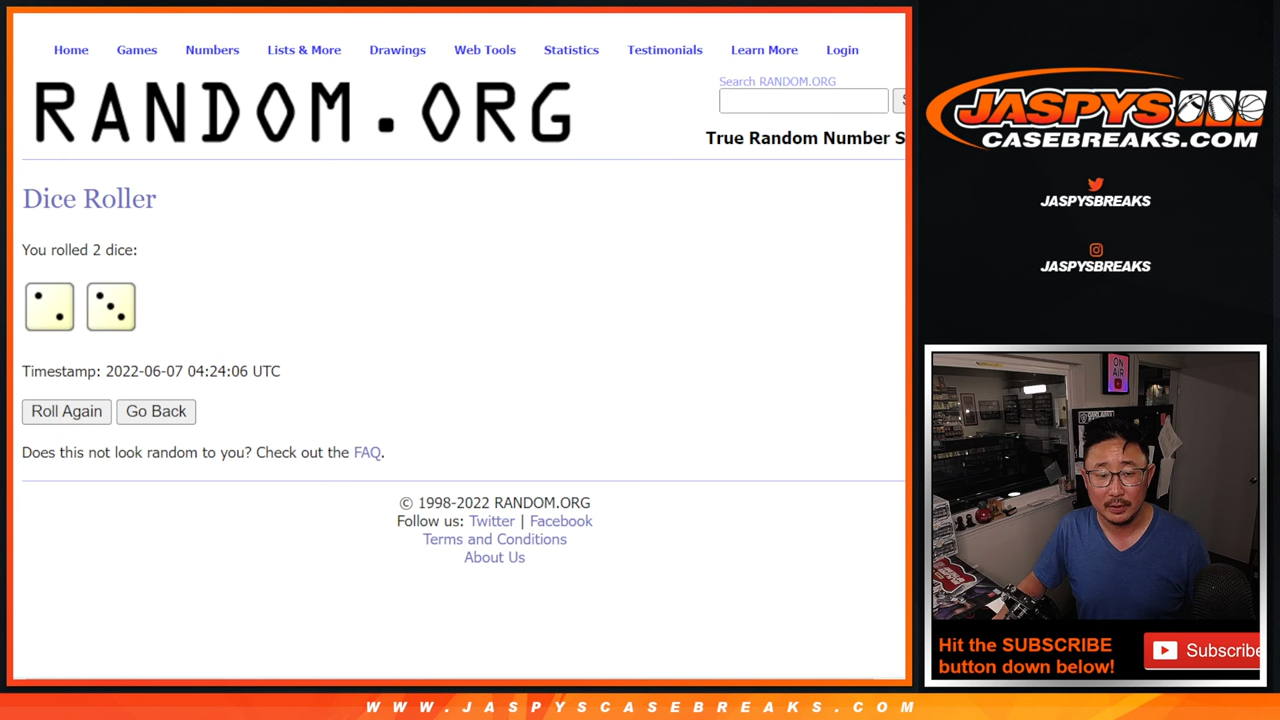 Home Games Numbers Lists & More Drawings Web Tools Statistics Testimonials Learn More Login
RANDOM.ORG
Search RANDOM.ORG
True Random Number S
Dice Roller
You rolled 2 dice:
Timestamp: 2022-06-07 04:24:06 UTC
Roll Again Go Back
Does this not look random to you? Check out the FAQ.
© 1998-2022 RANDOM.ORG
Follow us: Twitter | Facebook
Terms and Conditions
About Us
JASPYS
CASEBREAKS.COM
JASPYSBREAKS
JASPYSBREAKS
ON
AIR
Hit the SUBSCRIBE
button down below!
Subscribe
WWW.JASPYSCASEBREAKS.COM